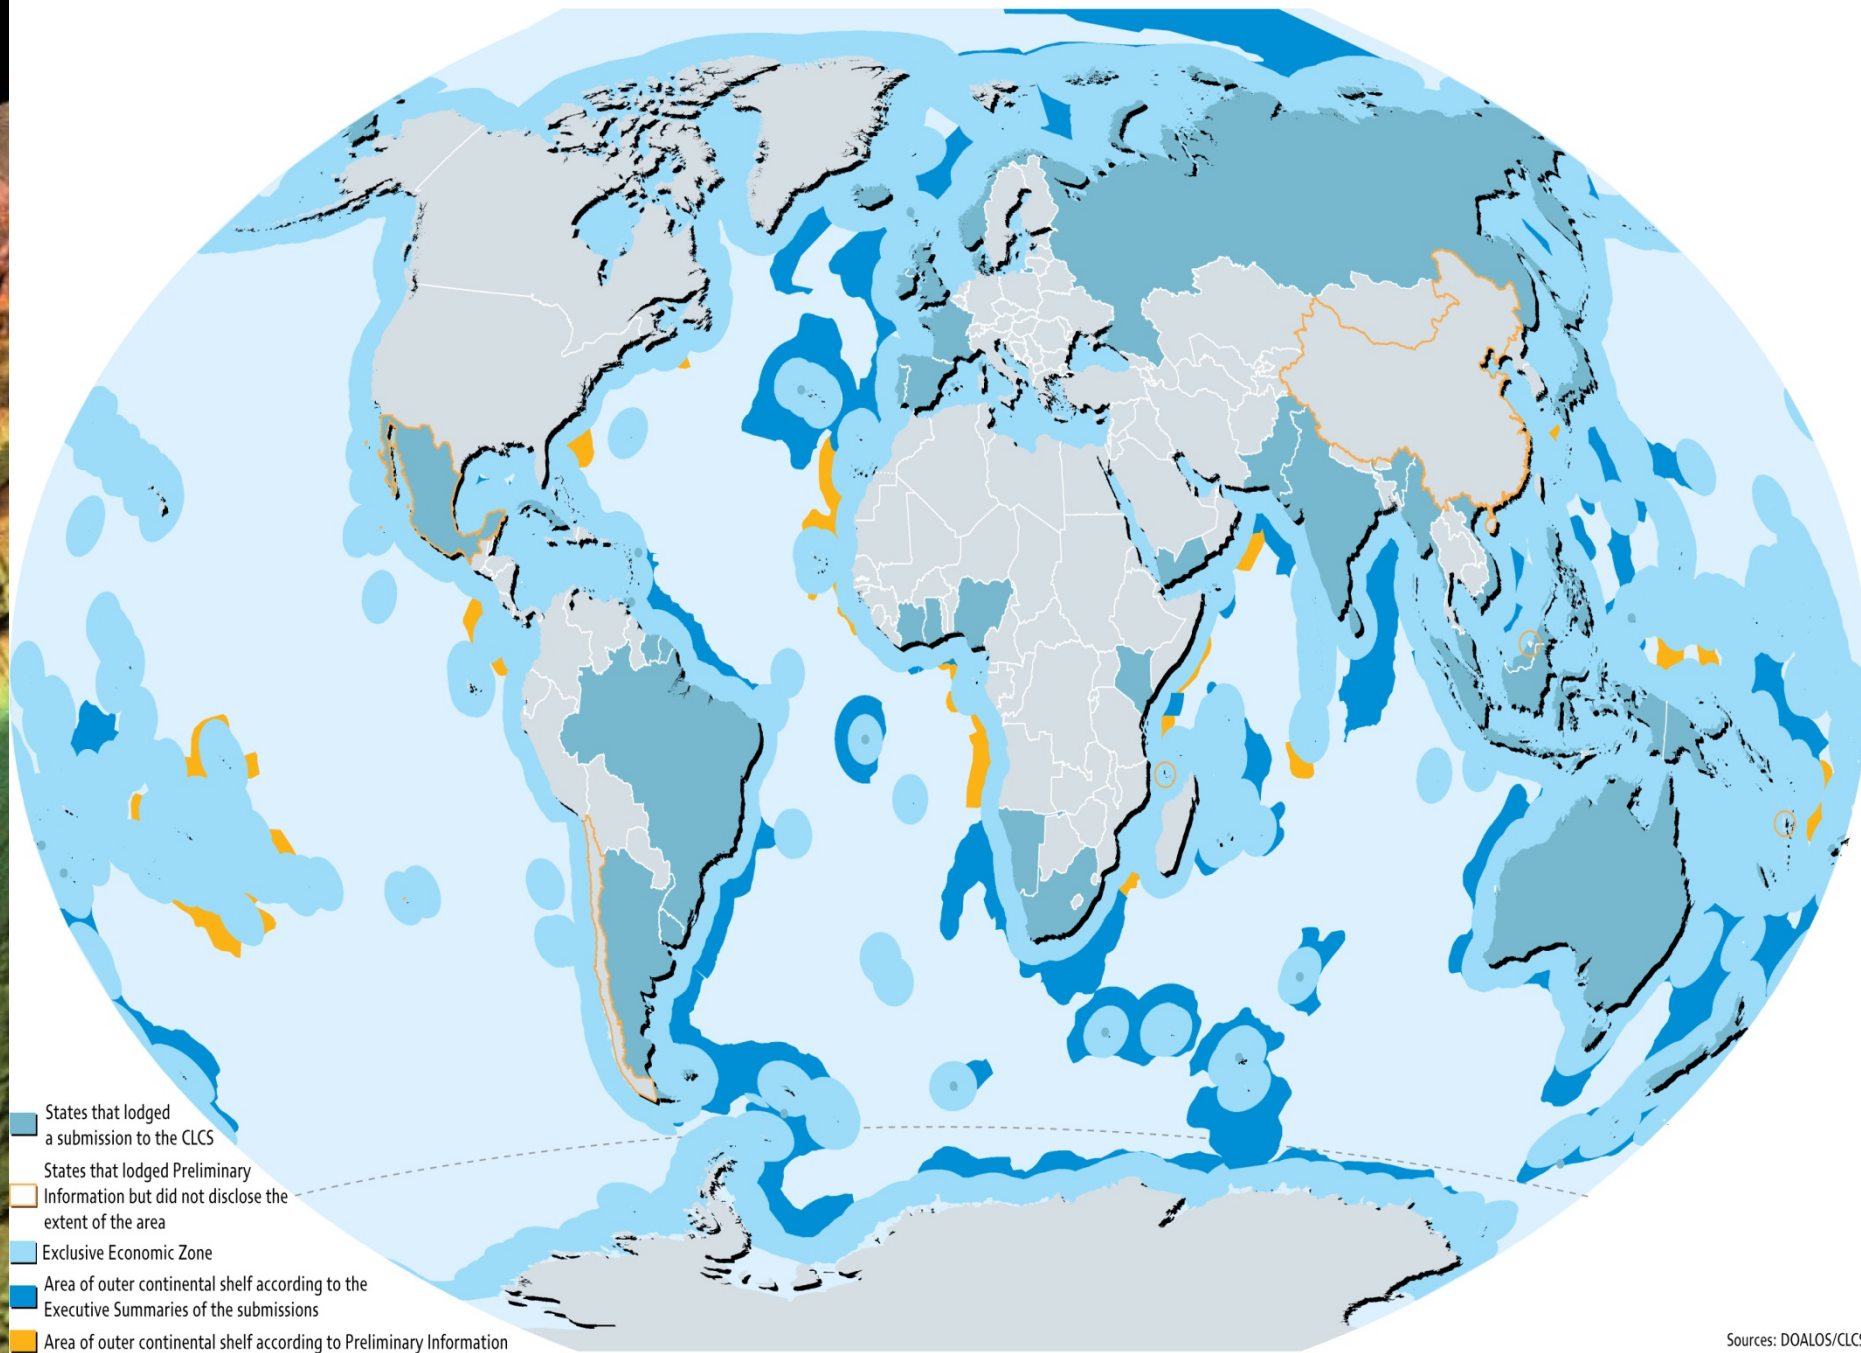 States that lodged
a submission to the CLCS
States that lodged Preliminary
Information but did not disclose the
extent of the area
Exclusive Economic Zone
Area of outer continental shelf according to the
Executive Summaries of the submissions
Area of outer continental shelf according to Preliminary Information
Sources: DOALOS/CLCS